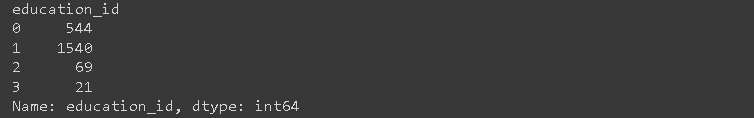 education_id
0 544
1 1540
2 69
3 21
Name: education_id, dtype: int64